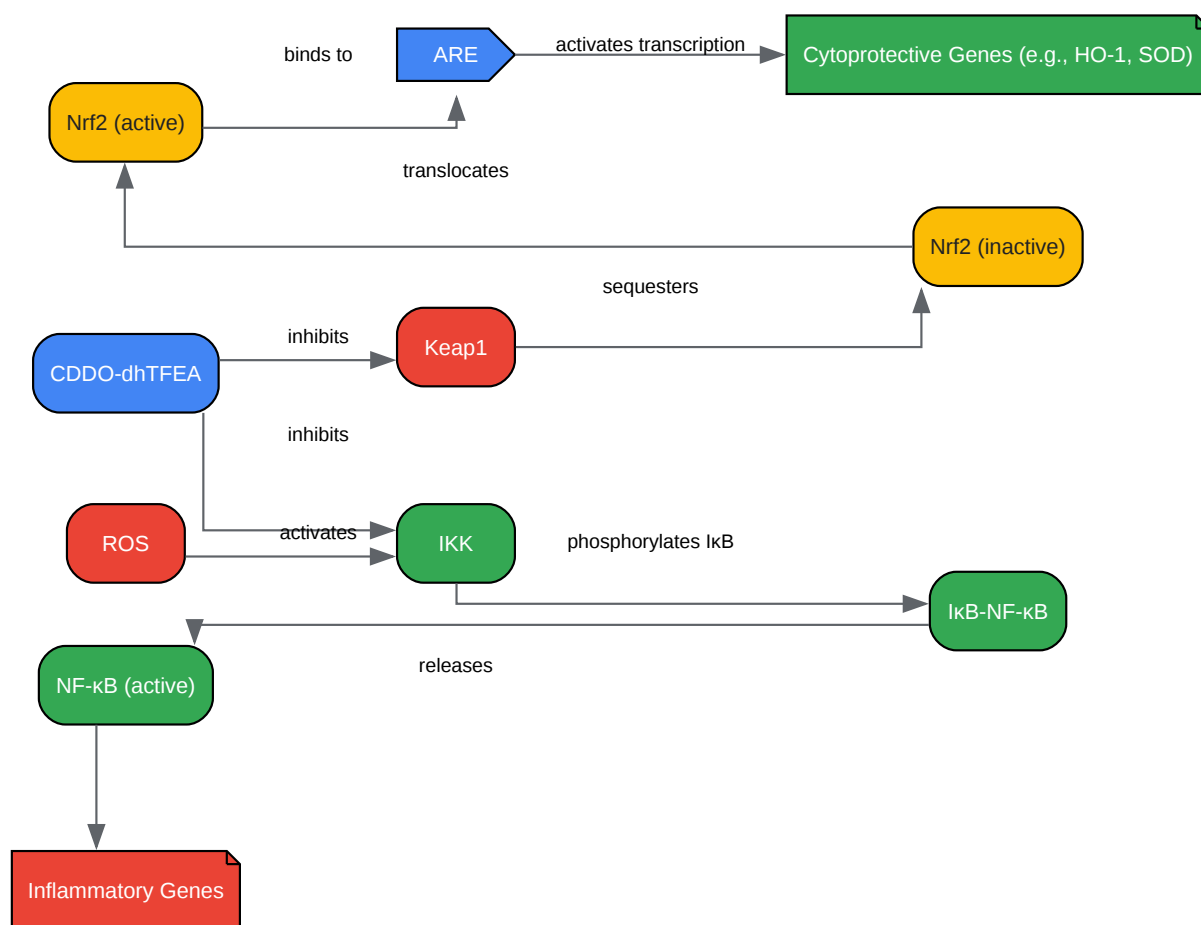 binds to
ARE
activates transcription
Cytoprotective Genes (e.g., HO-1, SOD)
Nrf2 (active)
translocates
Nrf2 (inactive)
sequesters
inhibits
Keap1
CDDO-dhTFEA
inhibits
ROS
activates
IKK
phosphorylates IκB
IκB-NF-κB
releases
NF-κB (active)
Inflammatory Genes